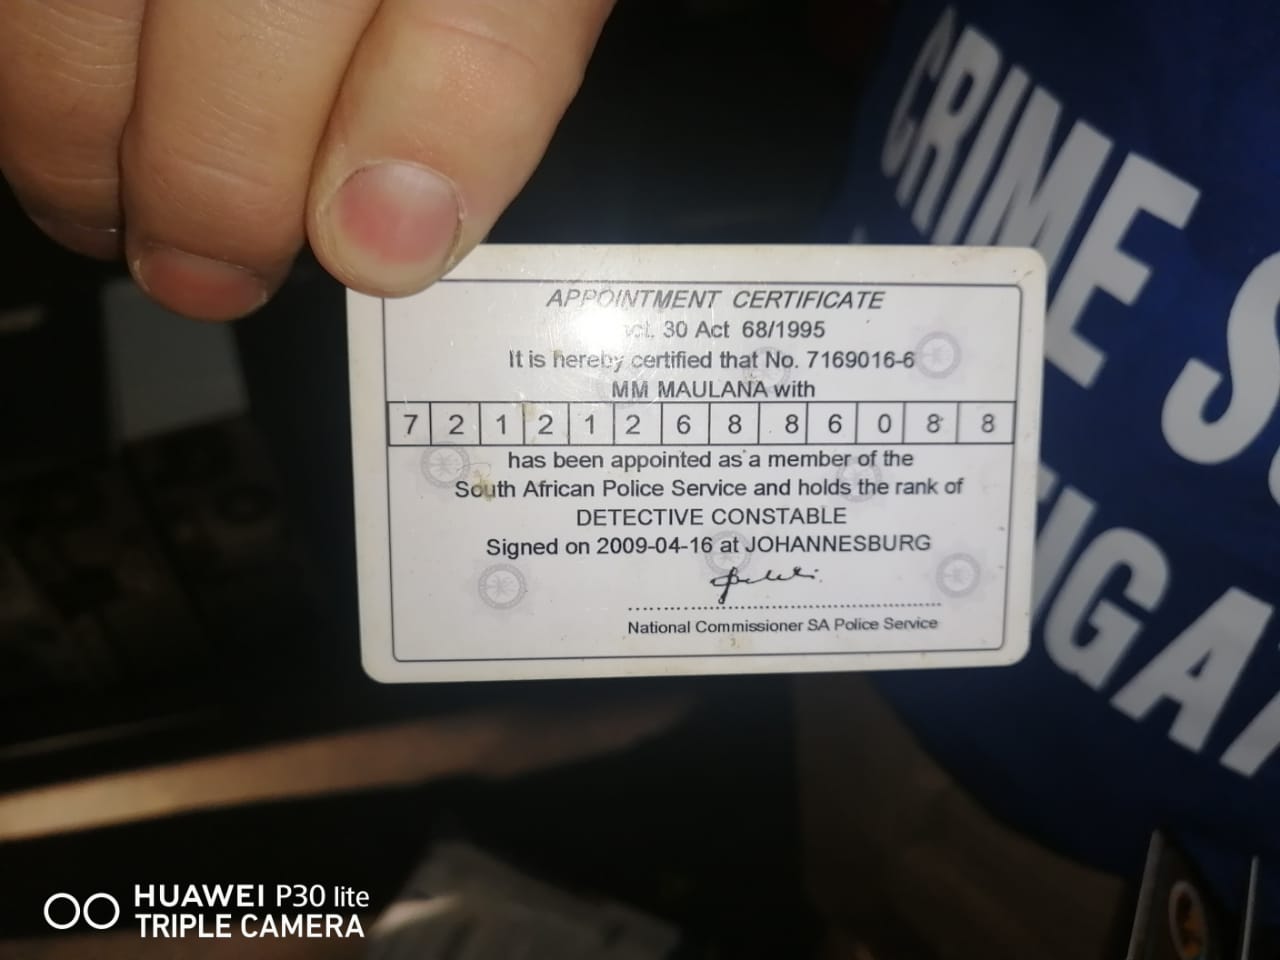 APPOINTMENT CERTIFICATE
30 Act 68/1995
It is hereby certified that No. 7169016-6
MM MAULANA with
7 2 1 2 1 2 6 8 8 6 0 8 8
has been appointed as a member of the
South African Police Service and holds the rank of
DETECTIVE CONSTABLE
Signed on 2009-04-16 at JOHANNESBURG
National Commissioner SA Police Service
CRIME
HUAWEI P30 lite
TRIPLE CAMERA